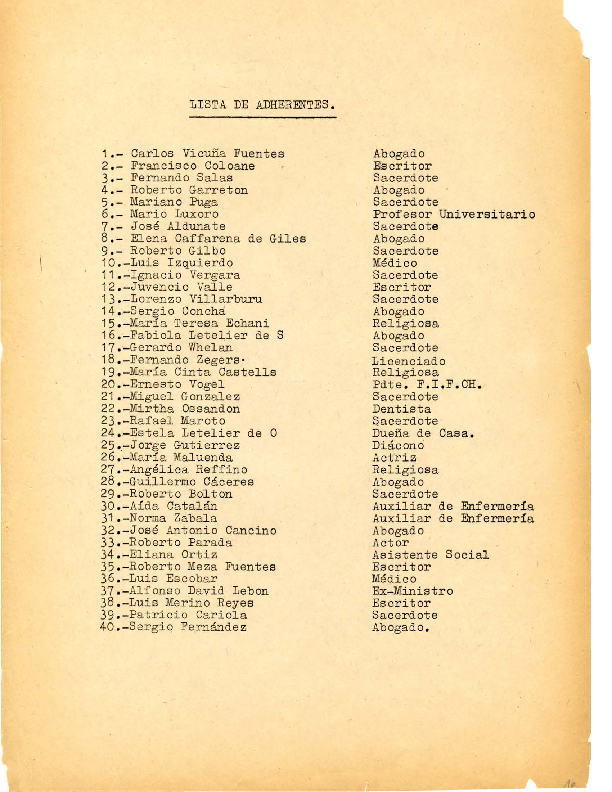 LISTA DE ADHERENTES.
1.- Carlos Vicuña Fuentes Abogado
2.- Francisco Coloane Escritor
3.- Fernando Salas Sacerdote
4.- Roberto Garreton Abogado
5.- Mariano Puga Sacerdote
6.- Mario Luxoro Profesor Universitario
7.- José Aldunate Sacerdote
8.- Elena Caffarena de Giles Abogado
9.- Roberto Gilbo Sacerdote
10.-Luis Izquierdo Médico
11.-Ignacio Vergara Sacerdote
12.-Juvencio Valle Escritor
13.-Lorenzo Villarburu Sacerdote
14.-Sergio Concha Abogado
15.-María Teresa Echani Religiosa
16.-Fabiola Letelier de S Abogado
17.-Gerardo Whelan Sacerdote
18.-Fernando Zegers. Licenciado
19.-María Cinta Castells Religiosa
20.-Ernesto Vogel Pdte. F.I.F.CH.
21.-Miguel Gonzalez Sacerdote
22.-Mirtha Ossandon Dentista
23.-Rafael Maroto Sacerdote
24.-Estela Letelier de O Dueña de Casa.
25.-Jorge Gutierrez Diácono
26.-María Maluenda Actriz
27.-Angélica Reffino Religiosa
28.-Guillermo Cáceres Abogado
29.-Roberto Bolton Sacerdote
30.-Aída Catalán Auxiliar de Enfermería
31.-Norma Zabala Auxiliar de Enfermería
32.-José Antonio Cancino Abogado
33.-Roberto Parada Actor
34.-Eliana Ortiz Asistente Social
35.-Roberto Meza Fuentes Escritor
36.-Luis Escobar Médico
37.-Alfonso David Lebon Ex-Ministro
38.-Luis Merino Reyes Escritor
39.-Patricio Cariola Sacerdote
40.-Sergio Fernández Abogado.